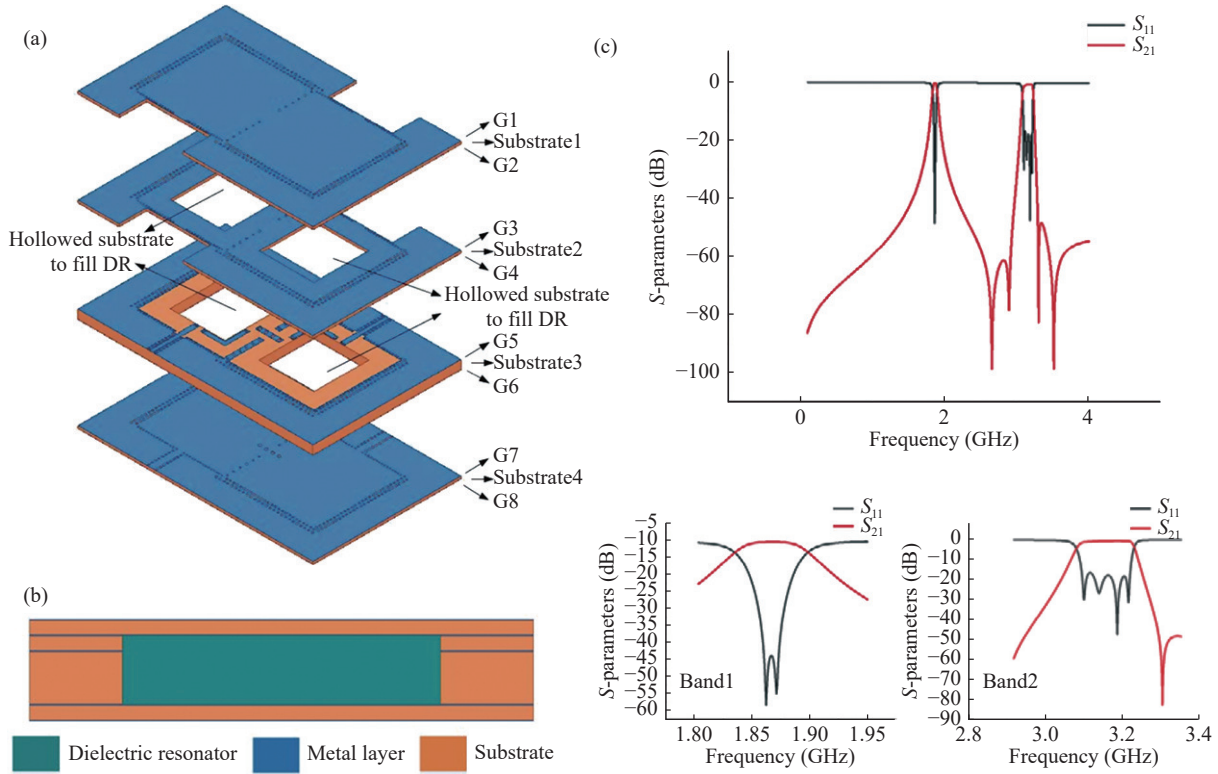 (a)
G1
Substrate1
G2
Hollowed substrate
to fill DR
G3
Substrate2
G4
Hollowed substrate
to fill DR
G5
Substrate3
G6
G7
Substrate4
G8
(b)
Dielectric resonator
Metal layer
Substrate
(c)
S11
S21
S-parameters (dB)
0
−20
−40
−60
−80
−100
0
2
4
Frequency (GHz)
S11
S21
S-parameters (dB)
−5
−10
−15
−20
−25
−30
−35
−40
−45
−50
−55
−60
Band1
1.80
1.85
1.90
1.95
Frequency (GHz)
S11
S21
S-parameters (dB)
0
−10
−20
−30
−40
−50
−60
−70
−80
−90
Band2
2.8
3.0
3.2
3.4
Frequency (GHz)